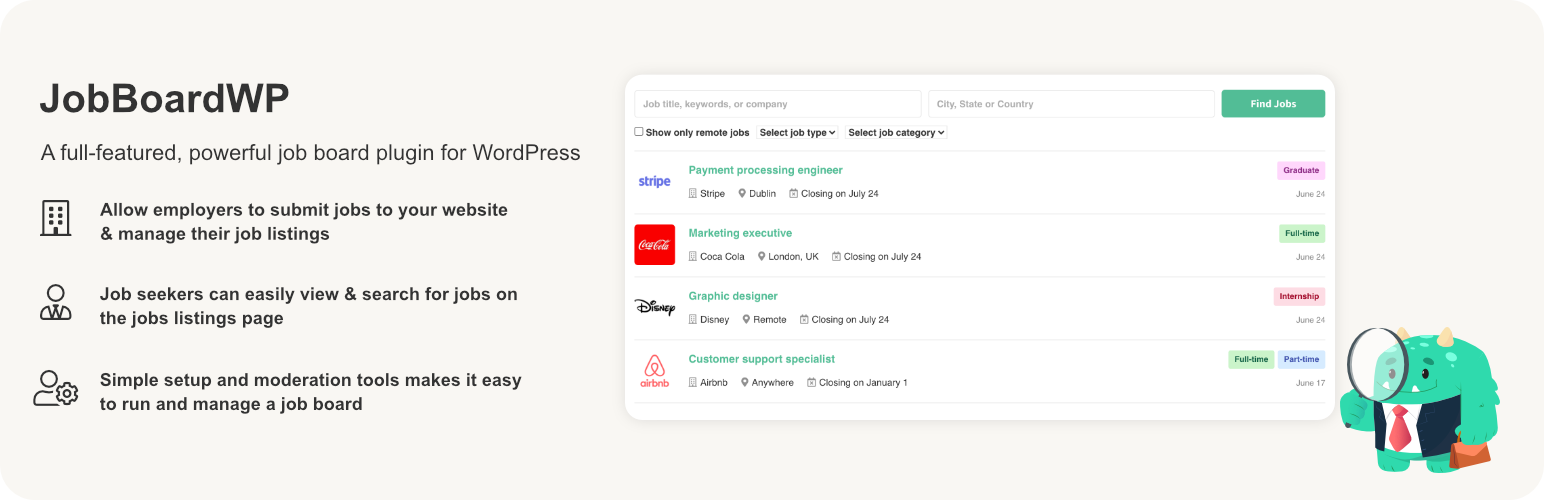 JobBoardWP
A full-featured, powerful job board plugin for WordPress
Allow employers to submit jobs to your website
& manage their job listings
Job seekers can easily view & search for jobs on
the jobs listings page
Simple setup and moderation tools makes it easy
to run and manage a job board
Job title, keywords, or company
City, State or Country
Find Jobs
Show only remote jobs Select job type Select job category
stripe
Payment processing engineer
Graduate
Stripe Dublin Closing on July 24
June 24
Coca-Cola
Marketing executive
Full-time
Coca Cola London, UK Closing on July 24
June 24
Disney
Graphic designer
Internship
Disney Remote Closing on July 24
June 24
airbnb
Customer support specialist
Full-time Part-time
Airbnb Anywhere Closing on January 1
June 17